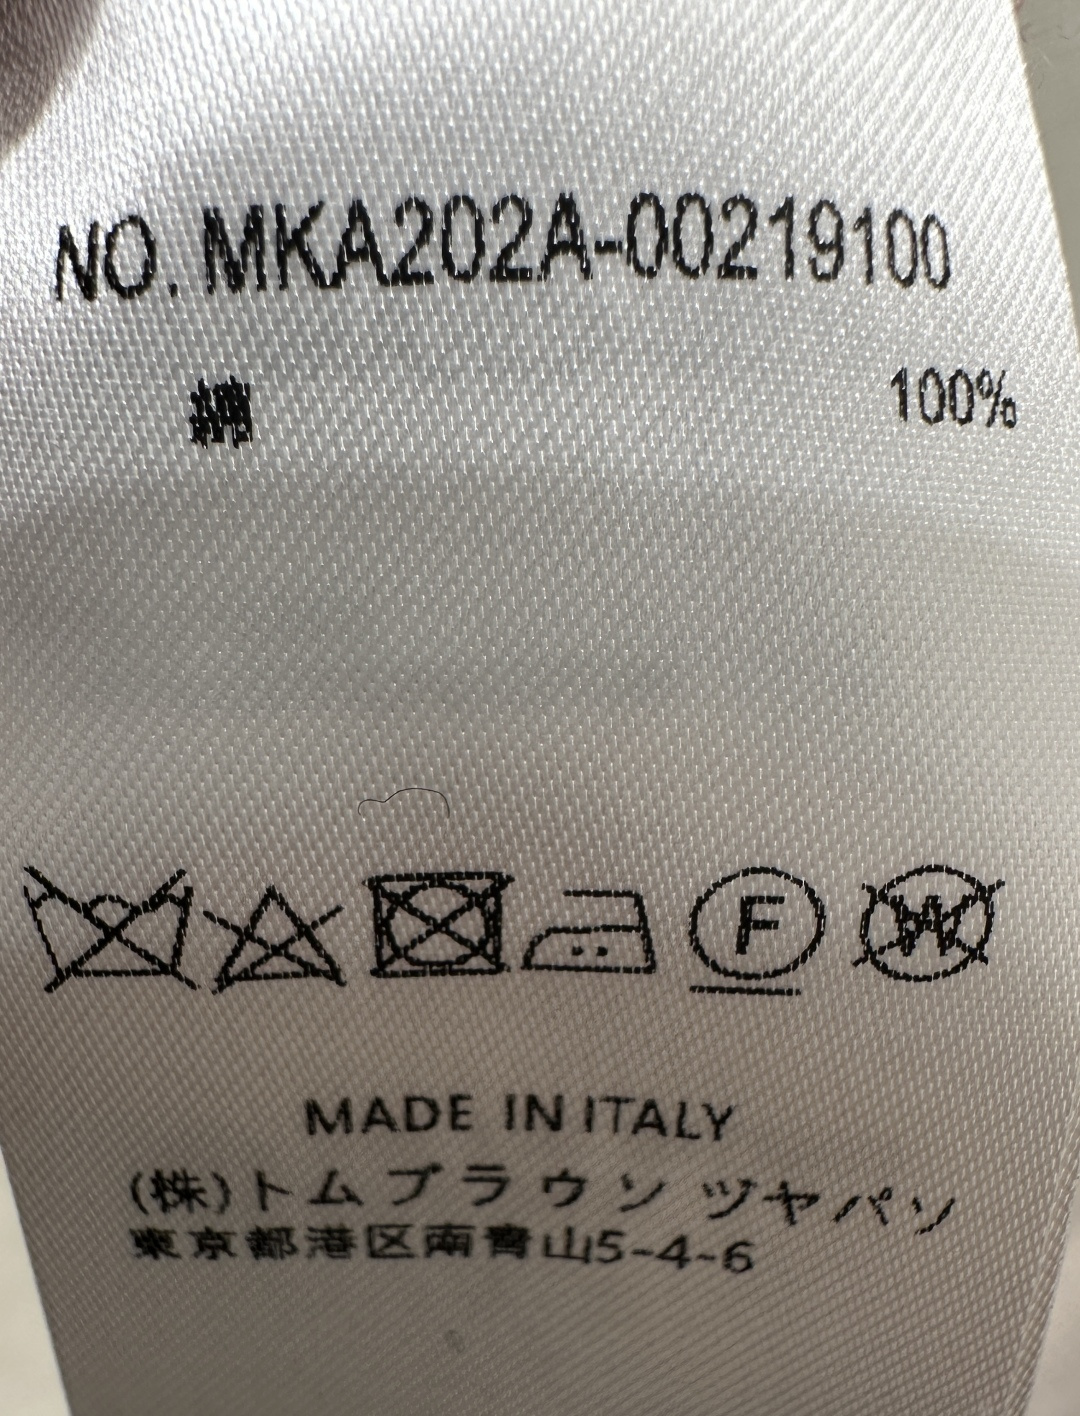 NO. MKA202A-00219100
綿 100%
F W
MADE IN ITALY
(株)トムブラウン ジャパン
東京都港区南青山5-4-6